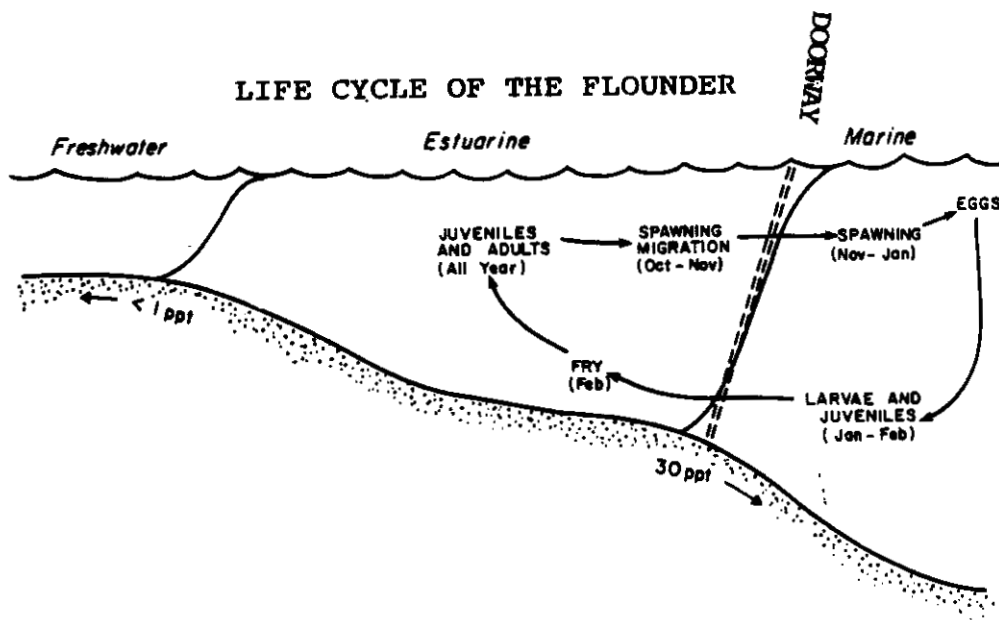 DOORWAY
LIFE CYCLE OF THE FLOUNDER
Freshwater
Estuarine
Marine
EGGS
JUVENILES
AND ADULTS
(All Year)
SPAWNING
MIGRATION
(Oct-Nov)
SPAWNING
(Nov-Jan)
< 1 ppt
FRY
(Feb)
LARVAE AND
JUVENILES
(Jan-Feb)
30 ppt